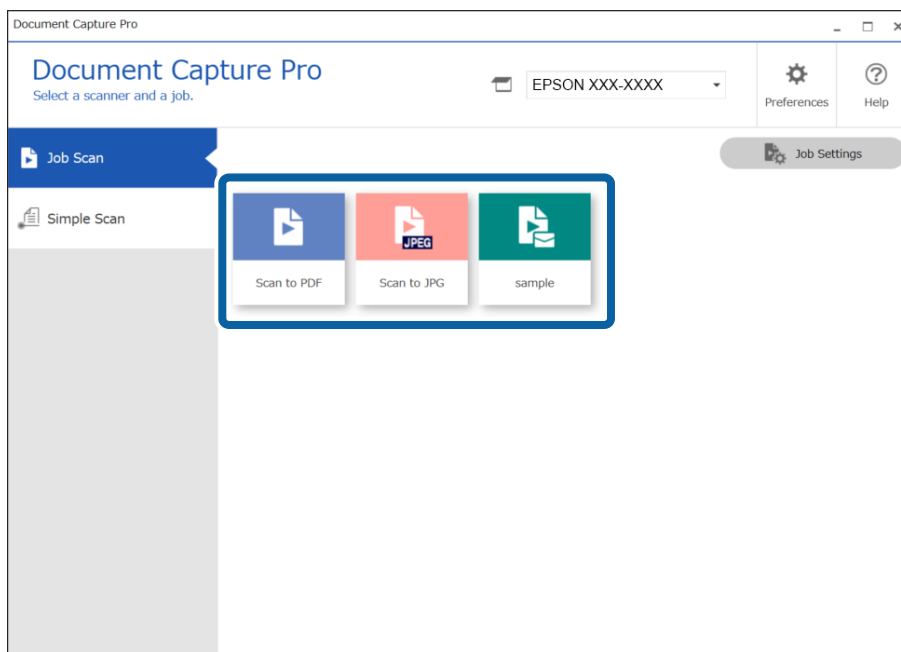 Document Capture Pro
Document Capture Pro
Select a scanner and a job.
EPSON XXX-XXXX
Preferences
Help
Job Scan
Job Settings
Simple Scan
JPEG
Scan to PDF
Scan to JPG
sample